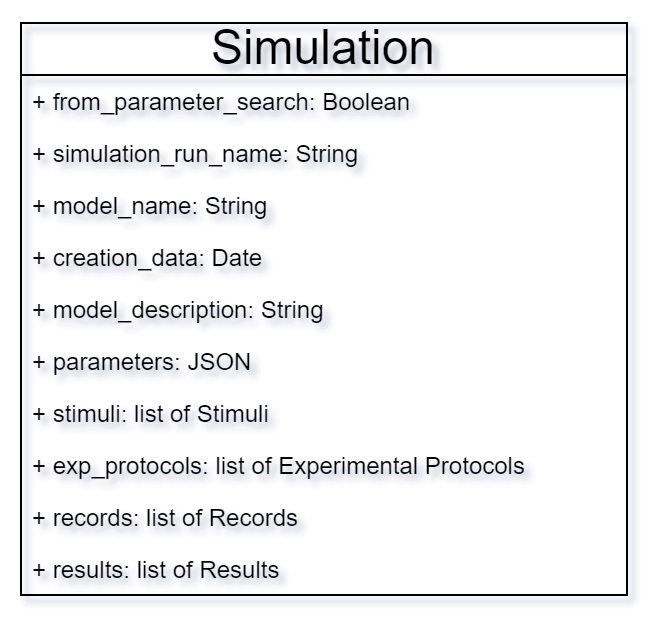 Simulation
+ from_parameter_search: Boolean
+ simulation_run_name: String
+ model_name: String
+ creation_data: Date
+ model_description: String
+ parameters: JSON
+ stimuli: list of Stimuli
+ exp_protocols: list of Experimental Protocols
+ records: list of Records
+ results: list of Results